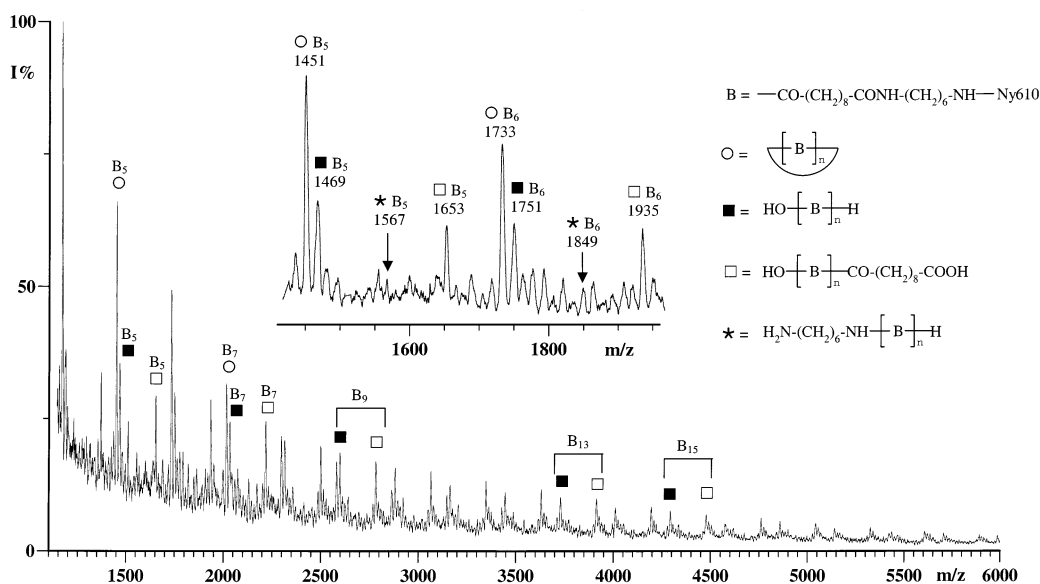 100
I%
50
0
1500 2000 2500 3000 3500 4000 4500 5000 m/z 6000
B5
B5
B5
B7
B7
B7
B9
B13
B15
B5
1451
B5
1469
B5
1567
B5
1653
B6
1733
B6
1751
B6
1849
B6
1935
1600 1800 m/z
B = —CO-(CH2)8-CONH-(CH2)6-NH—Ny610
= [B]n
= HO—[B]n—H
= HO—[B]n—CO-(CH2)8-COOH
* = H2N-(CH2)6-NH—[B]n—H